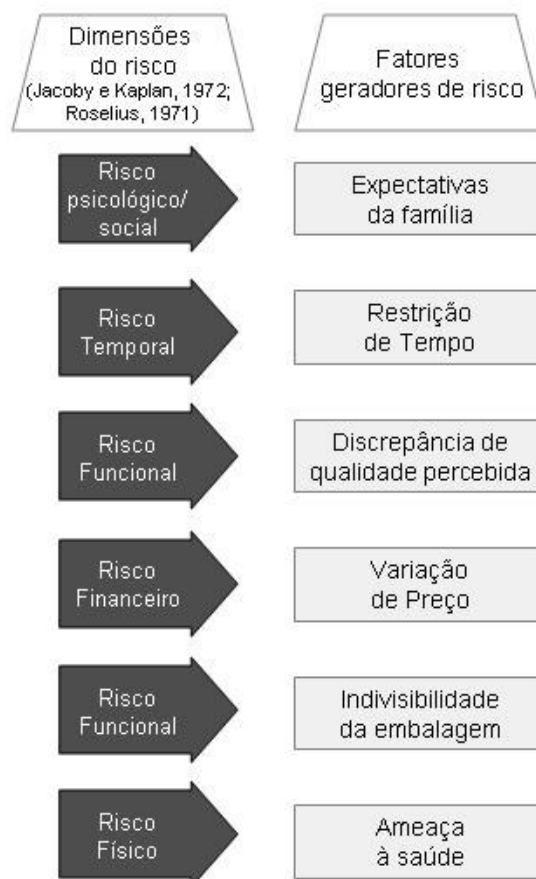 Dimensões
do risco
(Jacoby e Kaplan, 1972;
Roselius, 1971)
Fatores
geradores de risco
Risco
psicológico/
social
Expectativas
da família
Risco
Temporal
Restrição
de Tempo
Risco
Funcional
Discrepância de
qualidade percebida
Risco
Financeiro
Variação
de Preço
Risco
Funcional
Indivisibilidade
da embalagem
Risco
Físico
Ameaça
à saúde